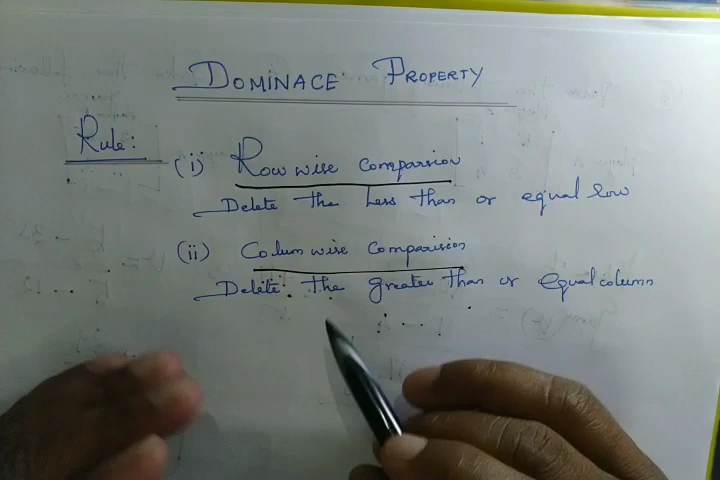 DOMINACE PROPERTY
Rule:
(i) Row wise comparsion
Delete the Less than or equal row
(ii) Colum wise comparision
Delete the greater than or equal column